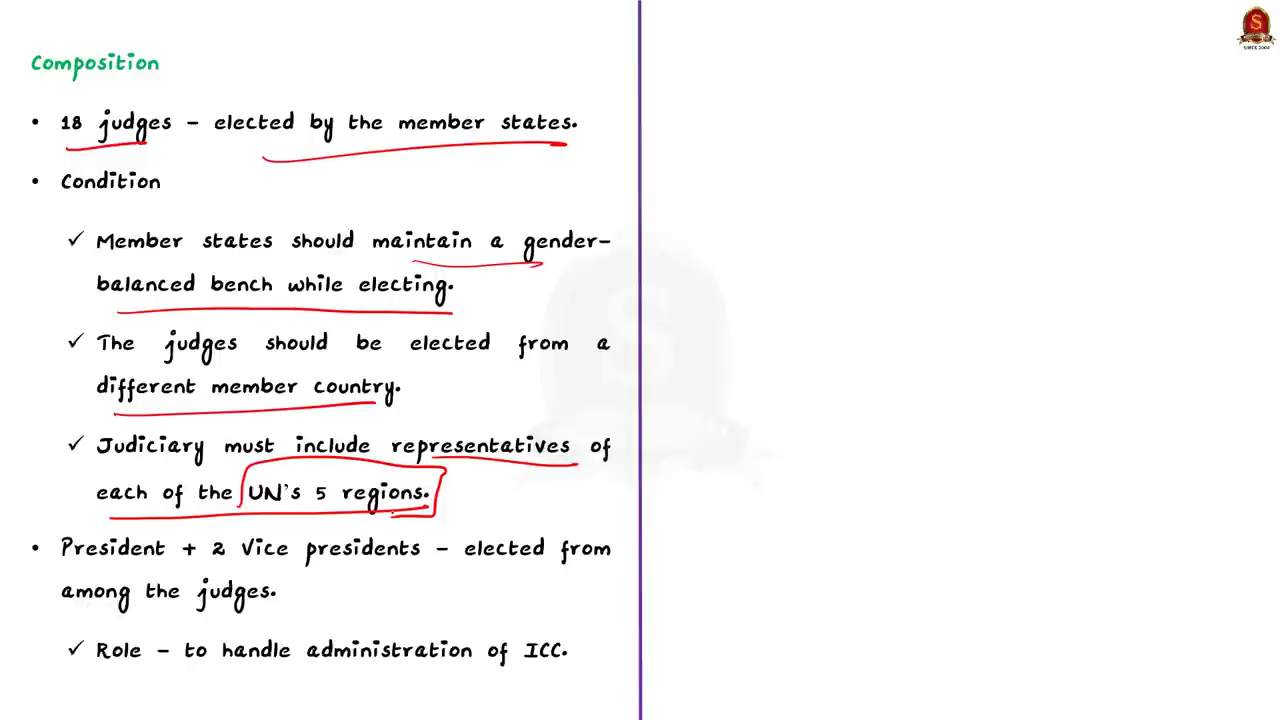 Composition
• 18 judges – elected by the member states.
• Condition
✓ Member states should maintain a gender-
balanced bench while electing.
✓ The judges should be elected from a
different member country.
✓ Judiciary must include representatives of
each of the UN's 5 regions.
• President + 2 Vice presidents – elected from
among the judges.
✓ Role – to handle administration of ICC.
S
SINCE 2004
S